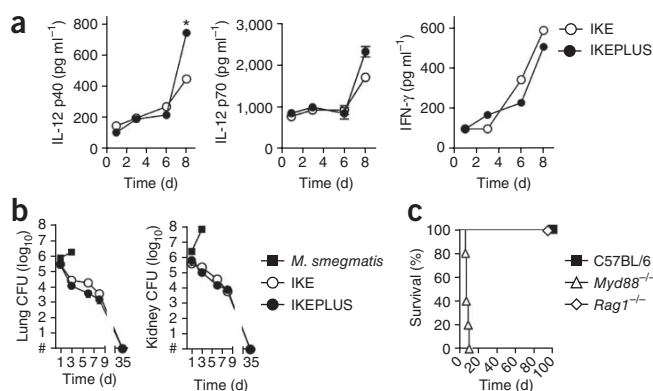 a
IL-12 p40 (pg ml⁻¹)
800
600
400
200
0
*
0 2 4 6 8
Time (d)
IL-12 p70 (pg ml⁻¹)
3,000
2,000
1,000
0
0 2 4 6 8
Time (d)
IFN-γ (pg ml⁻¹)
600
400
200
0
0 2 4 6 8
Time (d)
IKE
IKEPLUS
b
Lung CFU (log₁₀)
8
7
6
5
4
3
2
1
#
1 3 5 7 9 35
Time (d)
Kidney CFU (log₁₀)
8
7
6
5
4
3
2
1
#
1 3 5 7 9 35
Time (d)
M. smegmatis
IKE
IKEPLUS
c
Survival (%)
100
80
60
40
20
0
0 20 40 60 80 100
Time (d)
C57BL/6
Myd88⁻/⁻
Rag1⁻/⁻